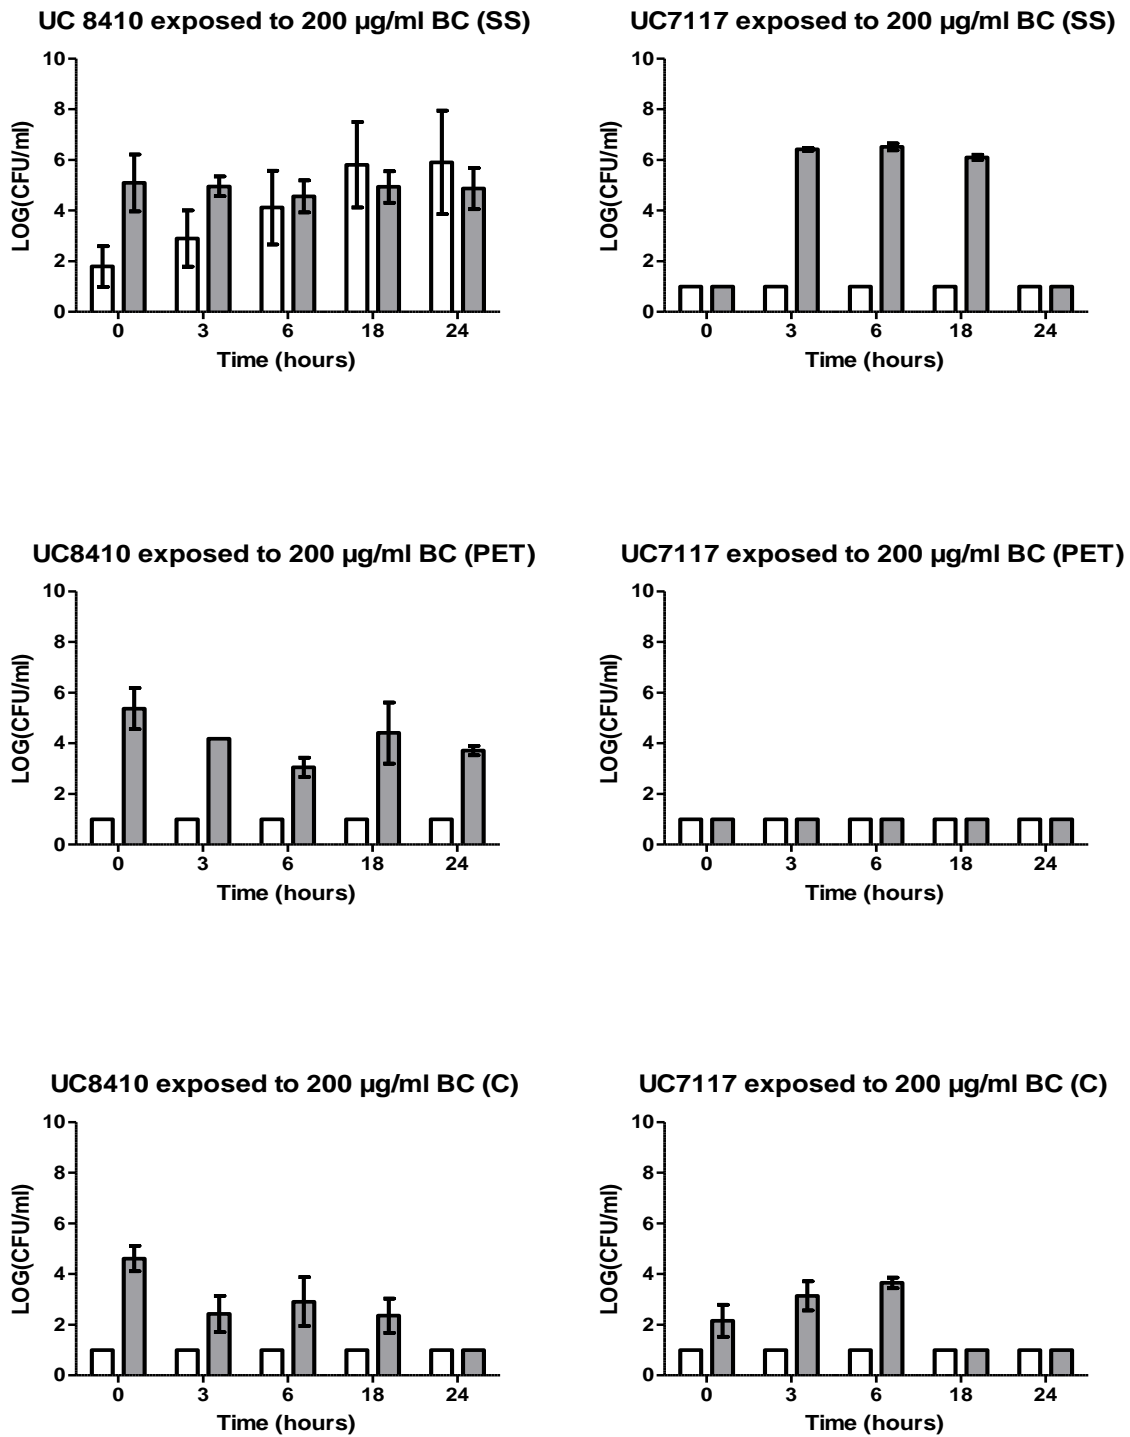 UC 8410 exposed to 200 µg/ml BC (SS)
10
8
6
4
2
0
LOG(CFU/ml)
0 3 6 18 24
Time (hours)
UC7117 exposed to 200 µg/ml BC (SS)
10
8
6
4
2
0
LOG(CFU/ml)
0 3 6 18 24
Time (hours)
UC8410 exposed to 200 µg/ml BC (PET)
10
8
6
4
2
0
LOG(CFU/ml)
0 3 6 18 24
Time (hours)
UC7117 exposed to 200 µg/ml BC (PET)
10
8
6
4
2
0
LOG(CFU/ml)
0 3 6 18 24
Time (hours)
UC8410 exposed to 200 µg/ml BC (C)
10
8
6
4
2
0
LOG(CFU/ml)
0 3 6 18 24
Time (hours)
UC7117 exposed to 200 µg/ml BC (C)
10
8
6
4
2
0
LOG(CFU/ml)
0 3 6 18 24
Time (hours)